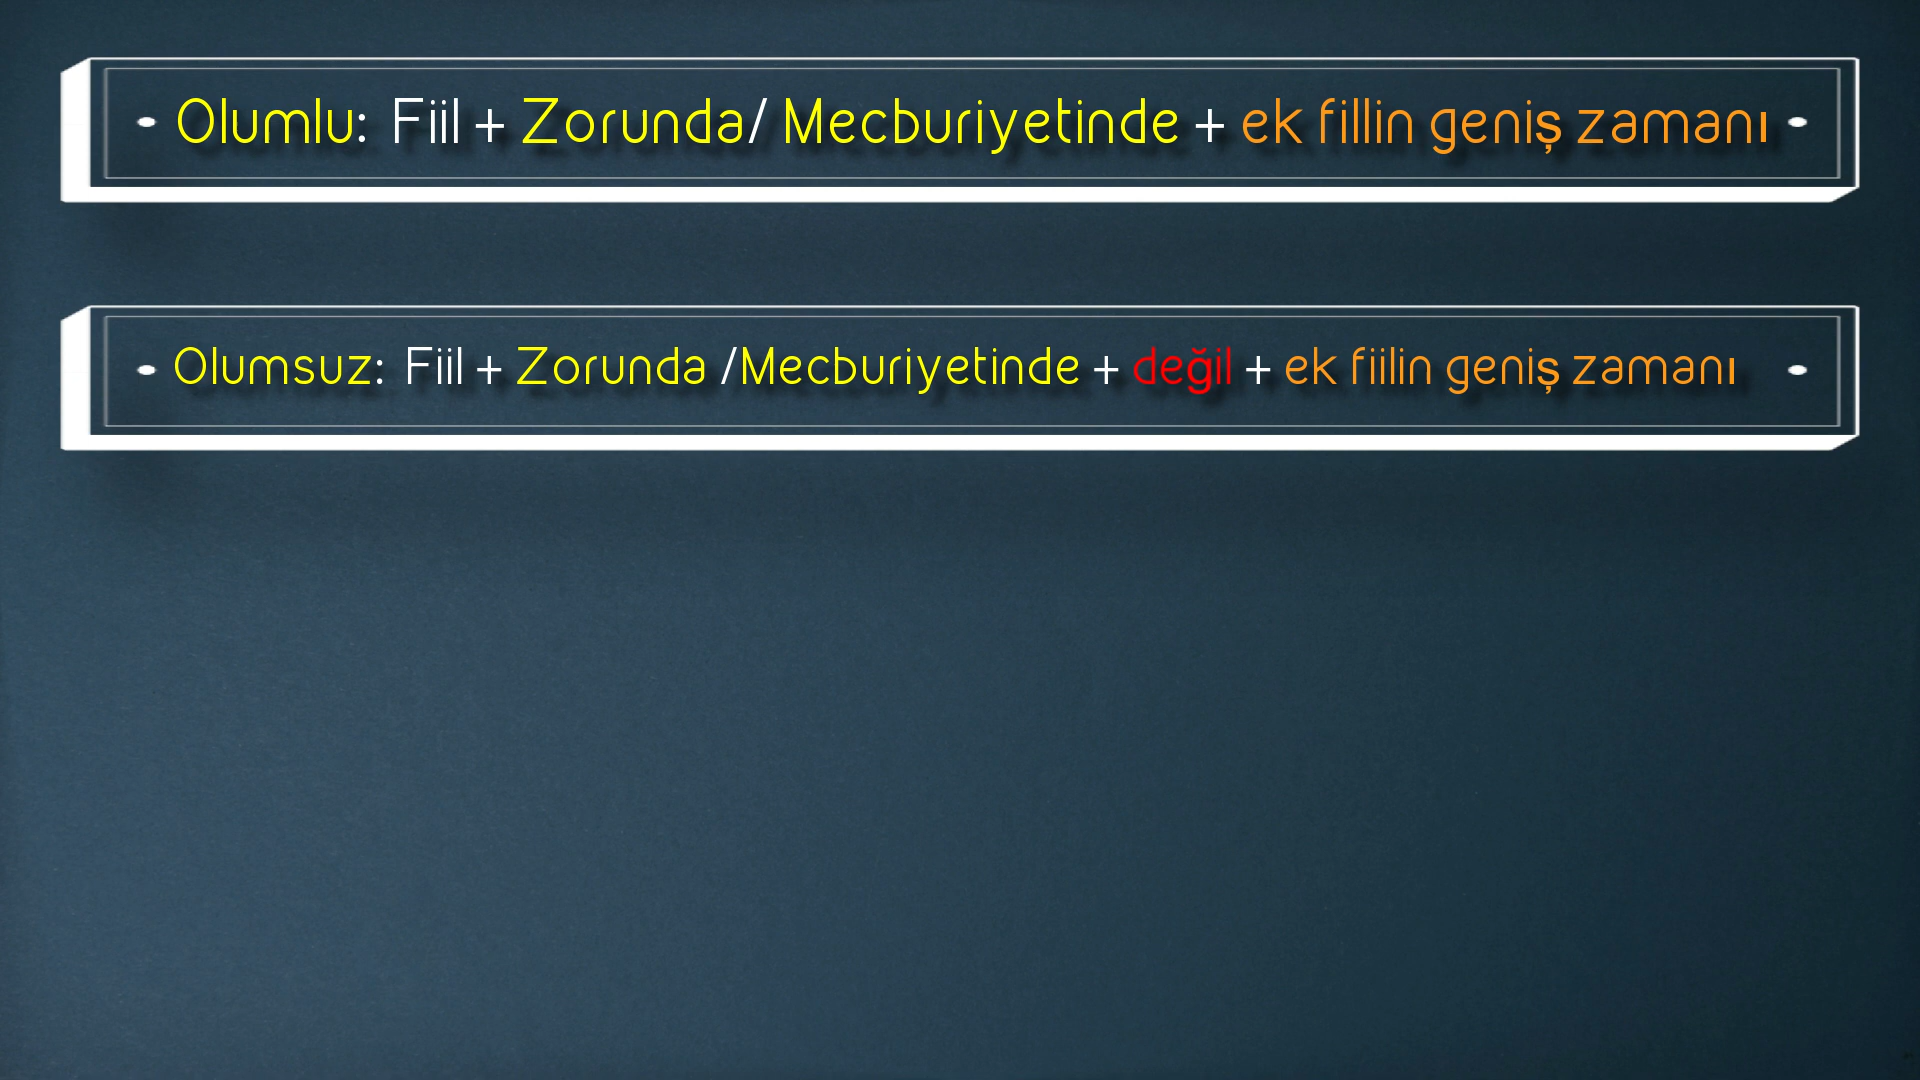 Olumlu: Fiil + Zorunda/ Mecburiyetinde + ek fillin geniş zamanı
Olumsuz: Fiil + Zorunda /Mecburiyetinde + değil + ek fiilin geniş zamanı